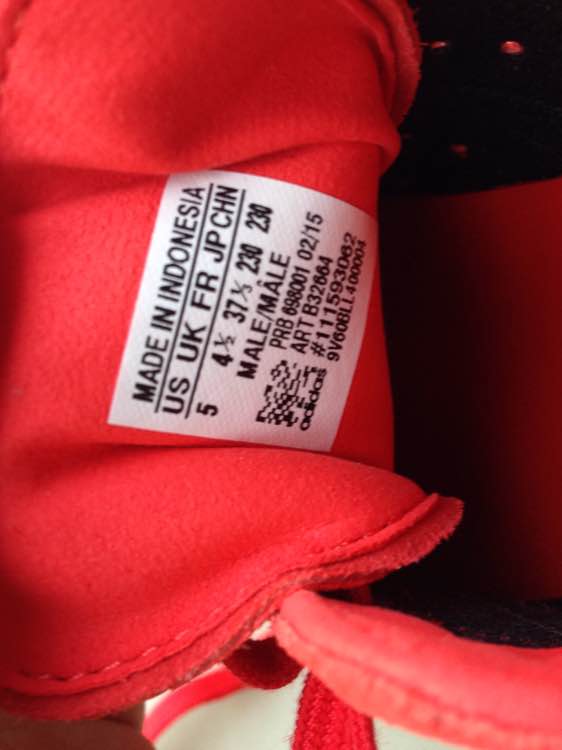 MADE IN INDONESIA
US UK FR JP CHN
5 4½ 37⅓ 230 230
MALE/MÂLE
PRB 698001 02/15
ART B32664
#111593062
9V60BLL400004
adidas